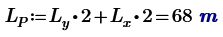 L_P := L_y · 2 + L_x · 2 = 68 m